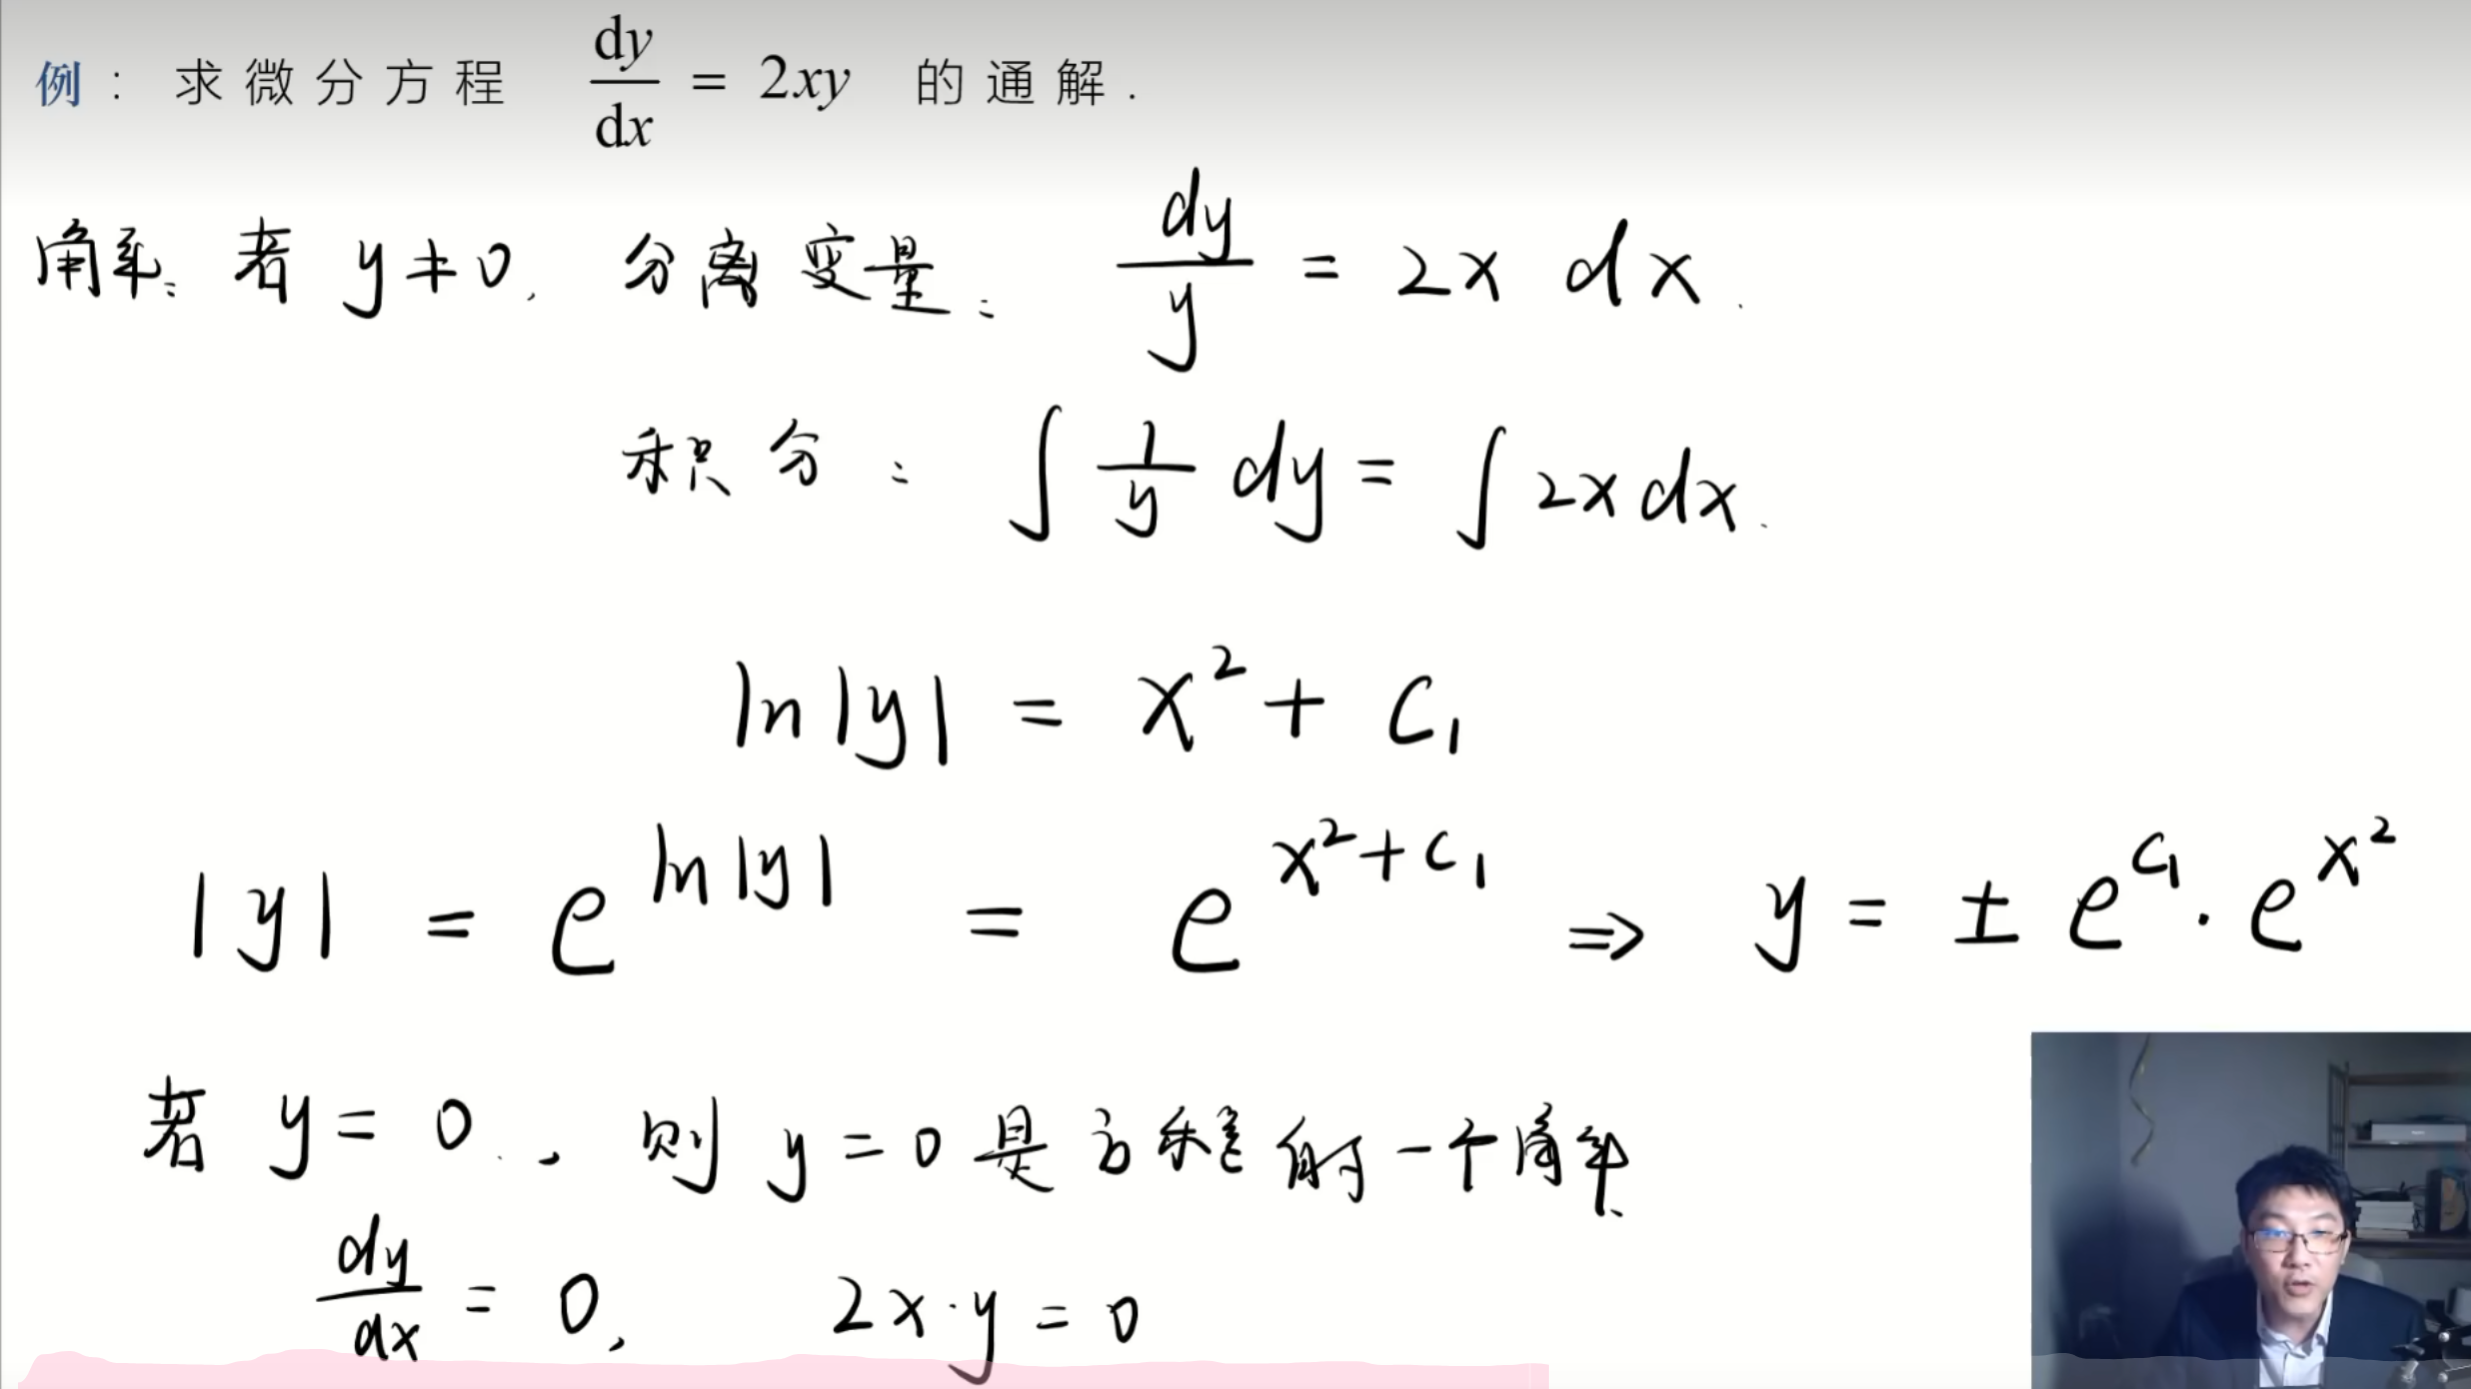 例：求微分方程 dy/dx = 2xy 的通解.
解：若 y≠0, 分离变量： dy/y = 2x dx.
积分：∫ 1/y dy = ∫ 2x dx.
ln|y| = x² + C₁
|y| = e^{ln|y|} = e^{x²+C₁} ⇒ y = ± e^{C₁} · e^{x²}
若 y = 0., 则 y = 0 是方程的一个解
dy/dx = 0, 2x·y = 0